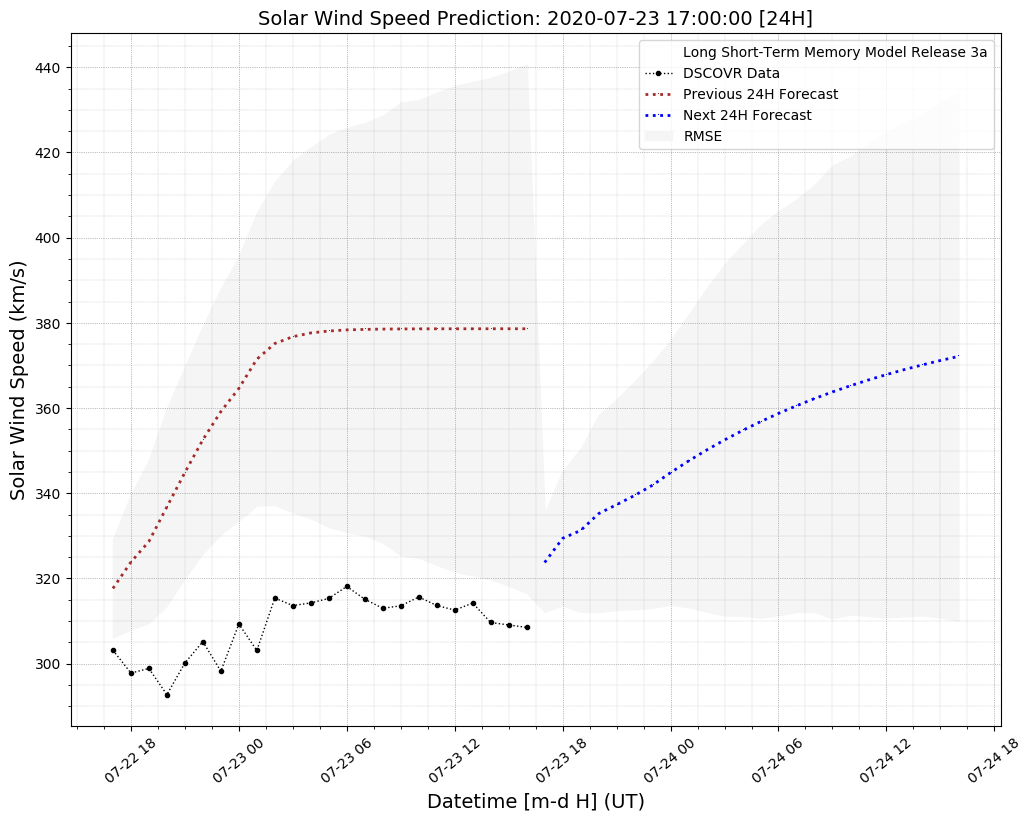 Solar Wind Speed Prediction: 2020-07-23 17:00:00 [24H]
Long Short-Term Memory Model Release 3a
DSCOVR Data
Previous 24H Forecast
Next 24H Forecast
RMSE
Solar Wind Speed (km/s)
440
420
400
380
360
340
320
300
07-22 18
07-23 00
07-23 06
07-23 12
07-23 18
07-24 00
07-24 06
07-24 12
07-24 18
Datetime [m-d H] (UT)